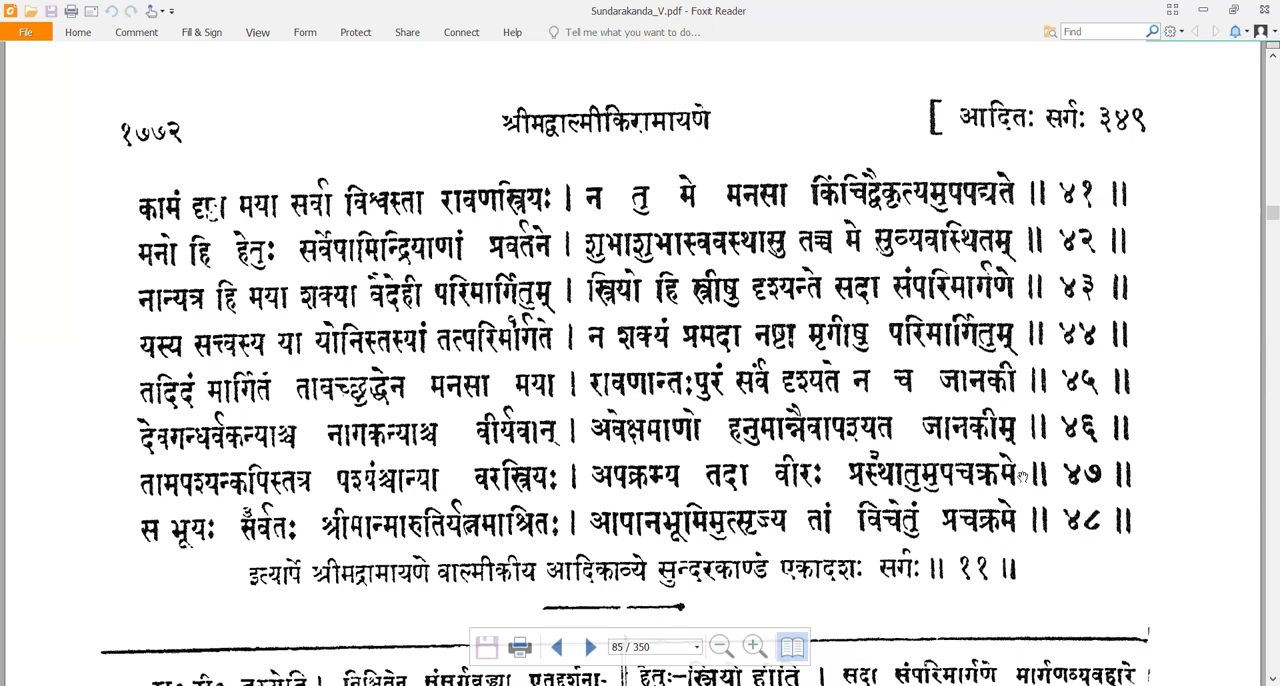 Sundarakanda_V.pdf - Foxit Reader
File Home Comment Fill & Sign View Form Protect Share Connect Help Tell me what you want to do... Find
१७७२ श्रीमद्वाल्मीकिरामायणे [ आदितः सर्गः ३४९
कामं दृष्टा मया सर्वा विश्वस्ता रावणस्त्रियः । न तु मे मनसा किंचिद्वैकृत्यमुपपद्यते ॥ ४१ ॥
मनो हि हेतुः सर्वेषामिन्द्रियाणां प्रवर्तने । शुभाशुभास्ववस्थासु तच्च मे सुव्यवस्थितम् ॥ ४२ ॥
नान्यत्र हि मया शक्या वैदेही परिमार्गितुम् । स्त्रियो हि स्त्रीषु दृश्यन्ते सदा संपरिमार्गणे ॥ ४३ ॥
यस्य सत्त्वस्य या योनिस्तस्यां तत्परिमार्गते । न शक्यं प्रमदा नष्टा मृगीषु परिमार्गितुम् ॥ ४४ ॥
तदिदं मार्गितं तावच्छुद्धेन मनसा मया । रावणान्तःपुरं सर्वं दृश्यते न च जानकी ॥ ४५ ॥
देवगन्धर्वकन्याश्च नागकन्याश्च वीर्यवान् । अवेक्षमाणो हनुमान्नैवापश्यत जानकीम् ॥ ४६ ॥
तामपश्यन्कपिस्तत्र पश्यंश्चान्या वरस्त्रियः । अपक्रम्य तदा वीरः प्रस्थातुमुपचक्रमे ॥ ४७ ॥
स भूयः सर्वतः श्रीमान्मारुतिर्यत्नमाश्रितः । आपानभूमिमुत्सृज्य तां विचेतुं प्रचक्रमे ॥ ४८ ॥
इत्यार्षे श्रीमद्रामायणे वाल्मीकीय आदिकाव्ये सुन्दरकाण्डे एकादशः सर्गः ॥ ११ ॥
85 / 350
हेतुः-स्त्रियो हीति । सदा संपरिमार्गणे मार्गणव्यवहारे